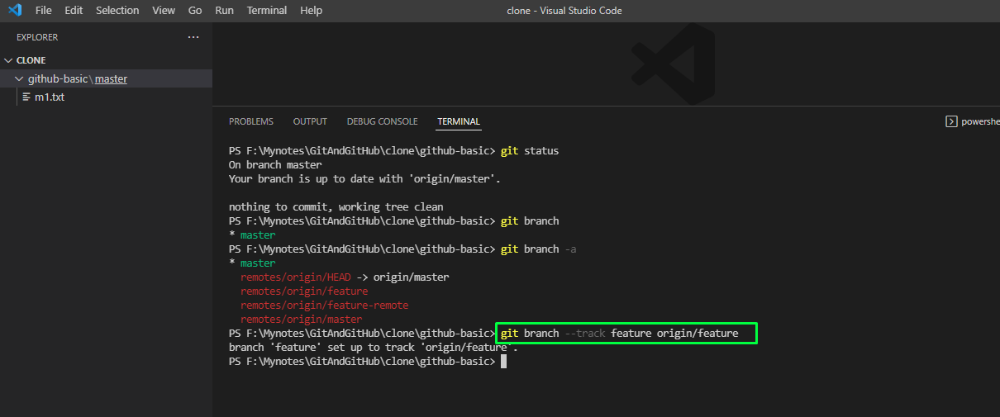 File Edit Selection View Go Run Terminal Help clone - Visual Studio Code
EXPLORER ···
CLONE
github-basic\master
m1.txt
PROBLEMS OUTPUT DEBUG CONSOLE TERMINAL powershe
PS F:\Mynotes\GitAndGitHub\clone\github-basic> git status
On branch master
Your branch is up to date with 'origin/master'.
nothing to commit, working tree clean
PS F:\Mynotes\GitAndGitHub\clone\github-basic> git branch
* master
PS F:\Mynotes\GitAndGitHub\clone\github-basic> git branch -a
* master
remotes/origin/HEAD -> origin/master
remotes/origin/feature
remotes/origin/feature-remote
remotes/origin/master
PS F:\Mynotes\GitAndGitHub\clone\github-basic> git branch --track feature origin/feature
branch 'feature' set up to track 'origin/feature'.
PS F:\Mynotes\GitAndGitHub\clone\github-basic>